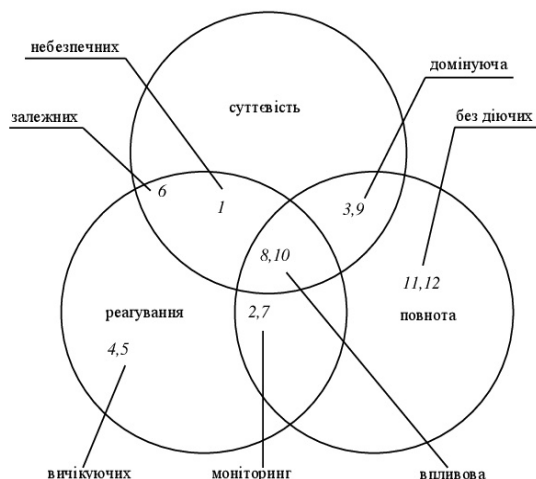 небезпечних
домінуюча
суттєвість
залежних
без діючих
6
1
3,9
8,10
11,12
реагування
2,7
повнота
4,5
вичікуючих
моніторинг
впливова